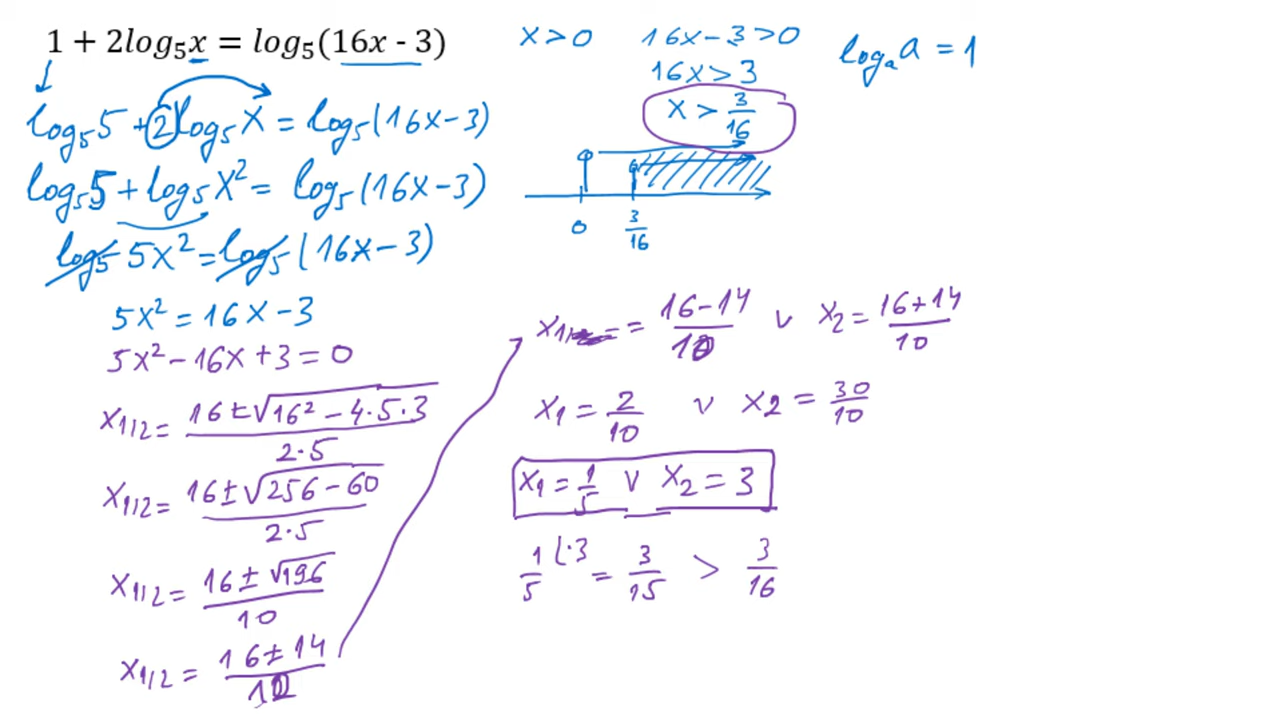 1 + 2log₅x = log₅(16x - 3)
log₅5 + 2log₅x = log₅(16x-3)
log₅5 + log₅x² = log₅(16x-3)
log₅ 5x² = log₅ (16x-3)
5x² = 16x - 3
5x² - 16x + 3 = 0
x1/2 = 16 ± √16² - 4·5·3 / 2·5
x1/2 = 16 ± √256 - 60 / 2·5
x1/2 = 16 ± √196 / 10
x1/2 = 16 ± 14 / 10
x > 0
16x - 3 > 0
16x > 3
x > 3/16
0 3/16
logₐa = 1
x1 = 16-14 / 10 v x2 = 16+14 / 10
x1 = 2/10 v x2 = 30/10
x1 = 1/5 v x2 = 3
1/5 (·3 = 3/15 > 3/16